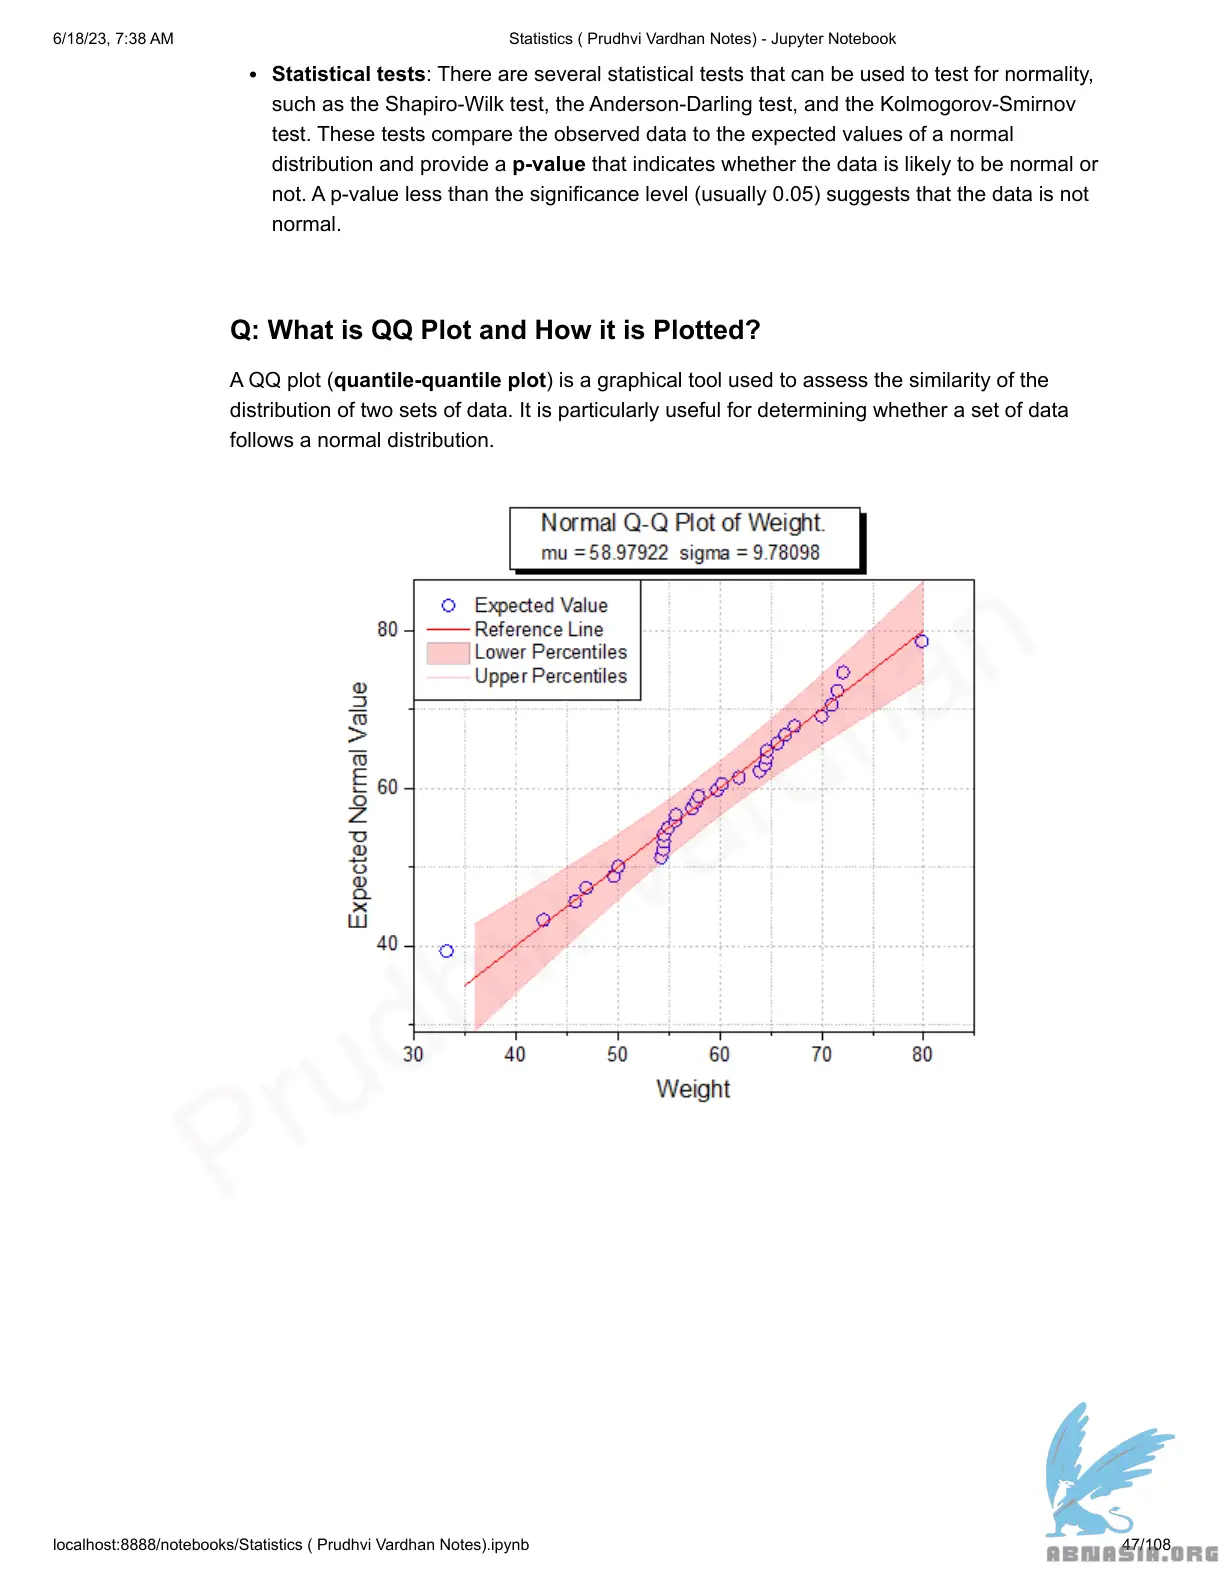 6/18/23, 7:38 AM
Statistics ( Prudhvi Vardhan Notes) - Jupyter Notebook
• Statistical tests: There are several statistical tests that can be used to test for normality,
such as the Shapiro-Wilk test, the Anderson-Darling test, and the Kolmogorov-Smirnov
test. These tests compare the observed data to the expected values of a normal
distribution and provide a p-value that indicates whether the data is likely to be normal or
not. A p-value less than the significance level (usually 0.05) suggests that the data is not
normal.
Q: What is QQ Plot and How it is Plotted?
A QQ plot (quantile-quantile plot) is a graphical tool used to assess the similarity of the
distribution of two sets of data. It is particularly useful for determining whether a set of data
follows a normal distribution.
Normal Q-Q Plot of Weight.
mu = 58.97922 sigma = 9.78098
Expected Value
Reference Line
Lower Percentiles
Upper Percentiles
80
60
40
Expected Normal Value
30 40 50 60 70 80
Weight
Prudhvi Vardhan
localhost:8888/notebooks/Statistics ( Prudhvi Vardhan Notes).ipynb
47/108
ABNASIA.ORG